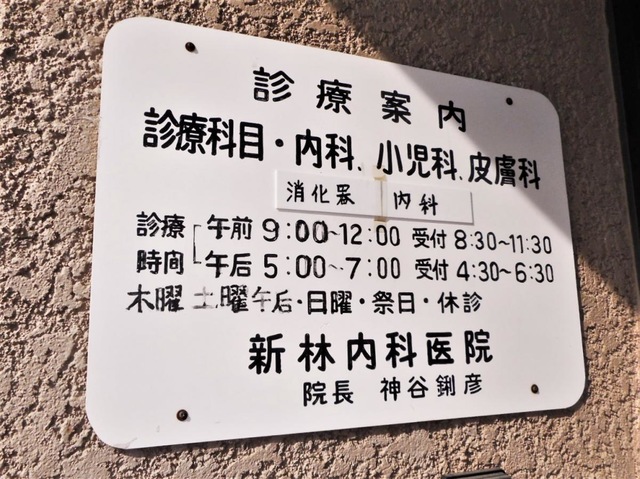 診療案内
診療科目・内科、小児科、皮膚科
消化器 内科
診療時間 午前 9:00~12:00 受付 8:30~11:30
午后 5:00~7:00 受付 4:30~6:30
木曜 土曜午后・日曜・祭日・休診
新林内科医院
院長 神谷鋓彦